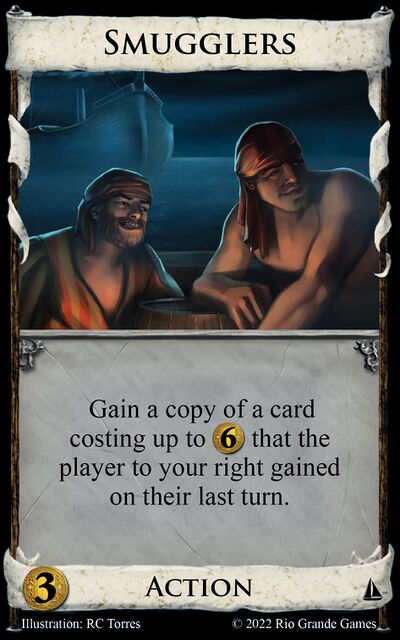 SMUGGLERS
Gain a copy of a card
costing up to 6 that the
player to your right gained
on their last turn.
3
ACTION
Illustration: RC Torres
© 2022 Rio Grande Games